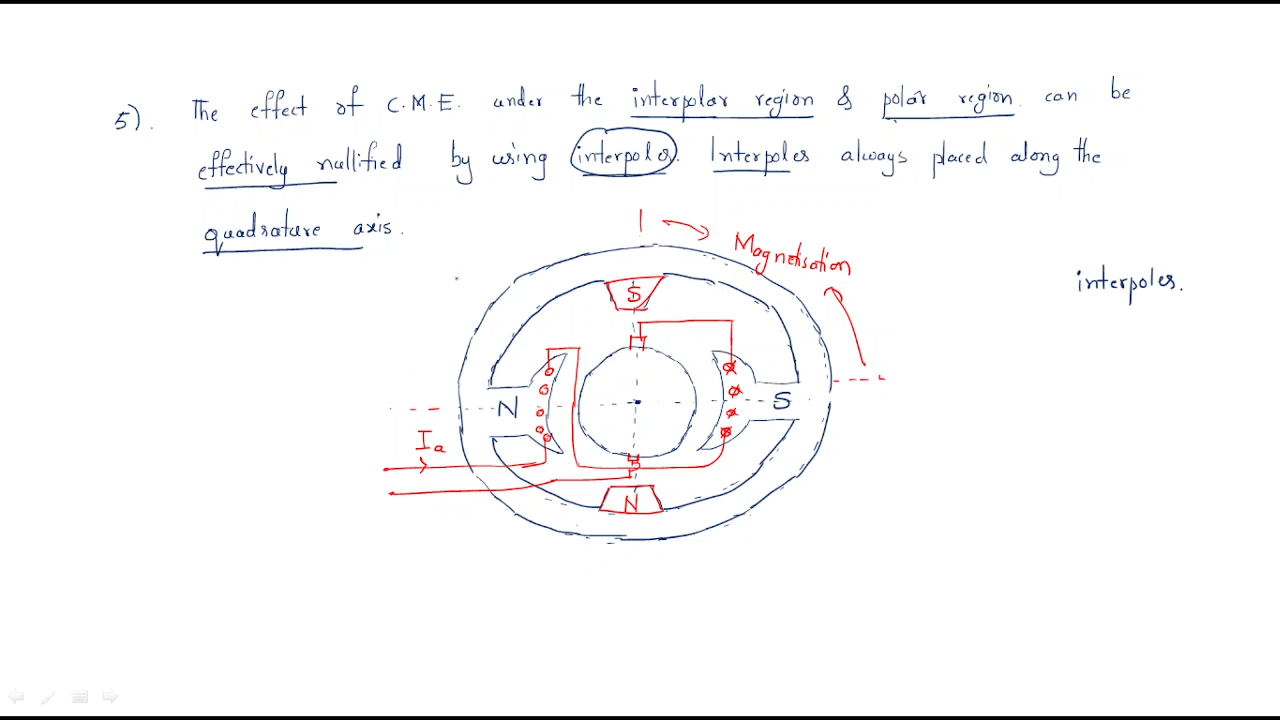 5). The effect of C.M.E. under the interpolar region & polar region can be
effectively nullified by using interpoles. Interpoles always placed along the
quadrature axis.
Magnetisation
interpoles.
S
N
S
Ia
N